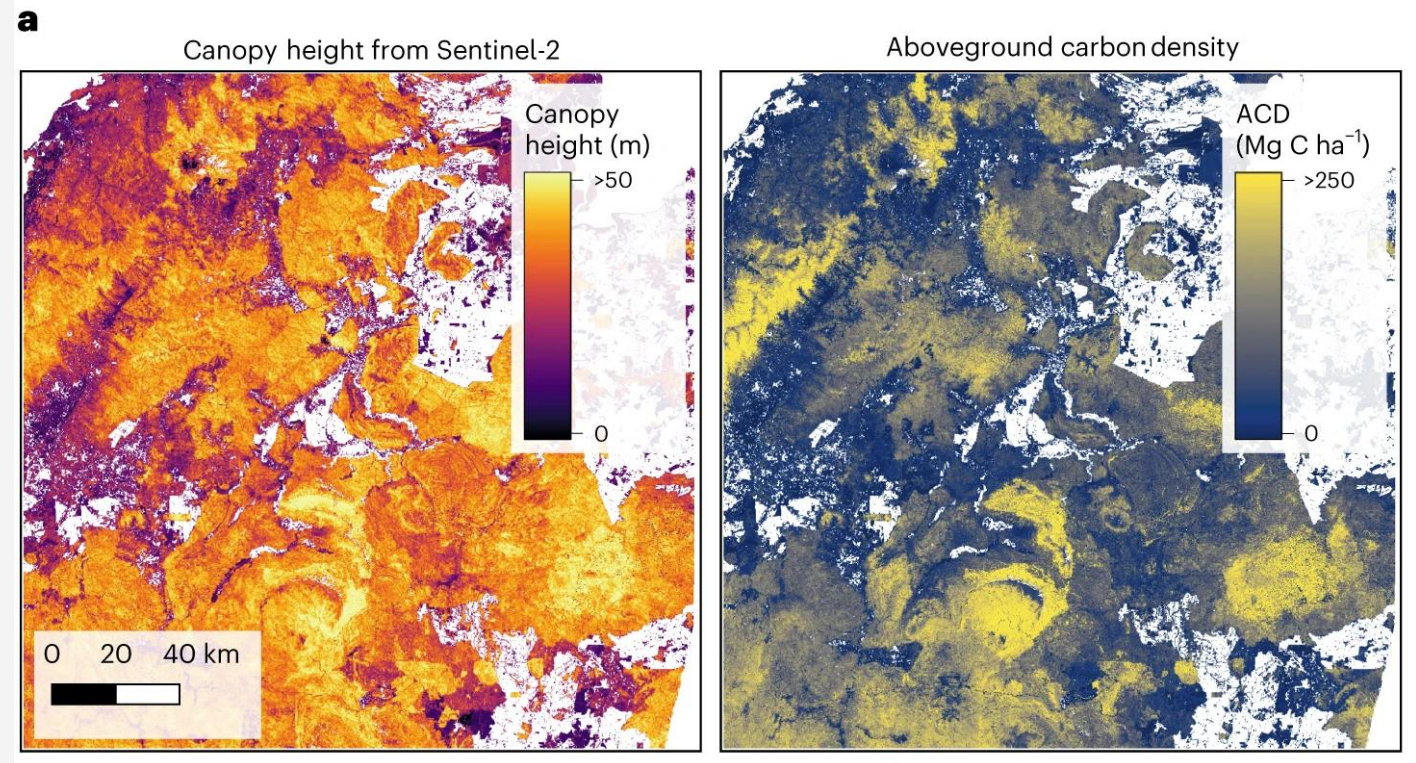 a
Canopy height from Sentinel-2
Aboveground carbon density
Canopy
height (m)
>50
0
0 20 40 km
ACD
(Mg C ha⁻¹)
>250
0